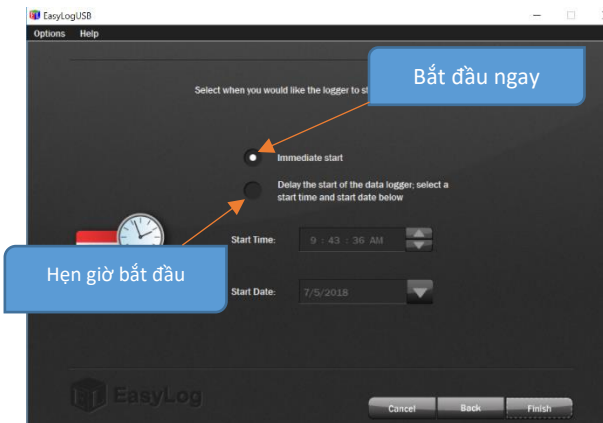 EasyLogUSB
Options Help
Select when you would like the logger to st
Bắt đầu ngay
Immediate start
Delay the start of the data logger; select a
start time and start date below
Hẹn giờ bắt đầu
Start Time: 9 : 43 : 36 AM
Start Date: 7/5/2018
EasyLog
Cancel Back Finish